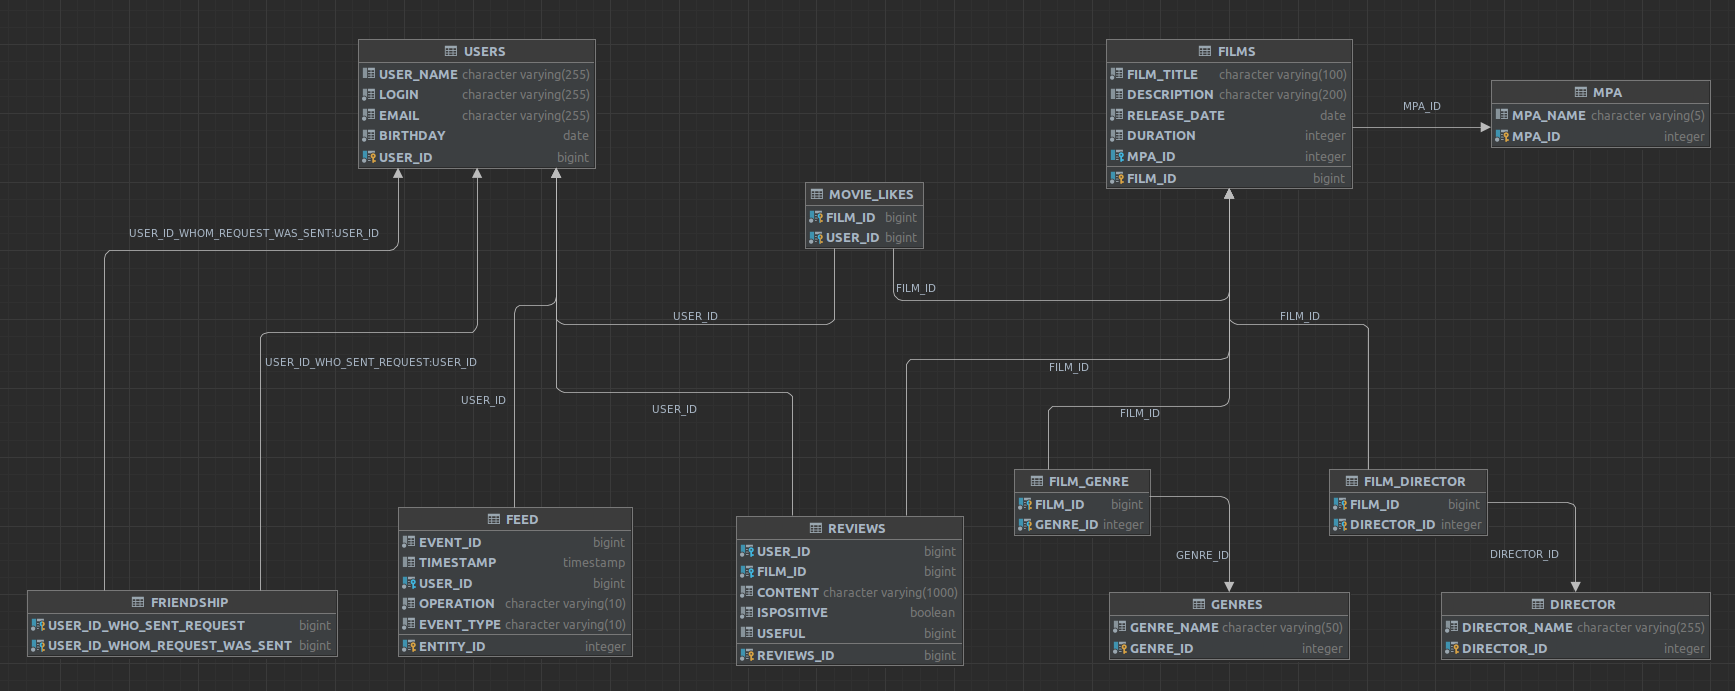 USERS
USER_NAME character varying(255)
LOGIN character varying(255)
EMAIL character varying(255)
BIRTHDAY date
USER_ID bigint
FILMS
FILM_TITLE character varying(100)
DESCRIPTION character varying(200)
RELEASE_DATE date
DURATION integer
MPA_ID integer
FILM_ID bigint
MPA_ID
MPA
MPA_NAME character varying(5)
MPA_ID integer
MOVIE_LIKES
FILM_ID bigint
USER_ID bigint
USER_ID_WHOM_REQUEST_WAS_SENT:USER_ID
FILM_ID
USER_ID
FILM_ID
USER_ID_WHO_SENT_REQUEST:USER_ID
FILM_ID
USER_ID
USER_ID
FILM_ID
FILM_GENRE
FILM_ID bigint
GENRE_ID integer
FILM_DIRECTOR
FILM_ID bigint
DIRECTOR_ID integer
FEED
EVENT_ID bigint
TIMESTAMP timestamp
USER_ID bigint
OPERATION character varying(10)
EVENT_TYPE character varying(10)
ENTITY_ID integer
REVIEWS
USER_ID bigint
FILM_ID bigint
CONTENT character varying(1000)
ISPOSITIVE boolean
USEFUL bigint
REVIEWS_ID bigint
GENRE_ID
DIRECTOR_ID
FRIENDSHIP
USER_ID_WHO_SENT_REQUEST bigint
USER_ID_WHOM_REQUEST_WAS_SENT bigint
GENRES
GENRE_NAME character varying(50)
GENRE_ID integer
DIRECTOR
DIRECTOR_NAME character varying(255)
DIRECTOR_ID integer